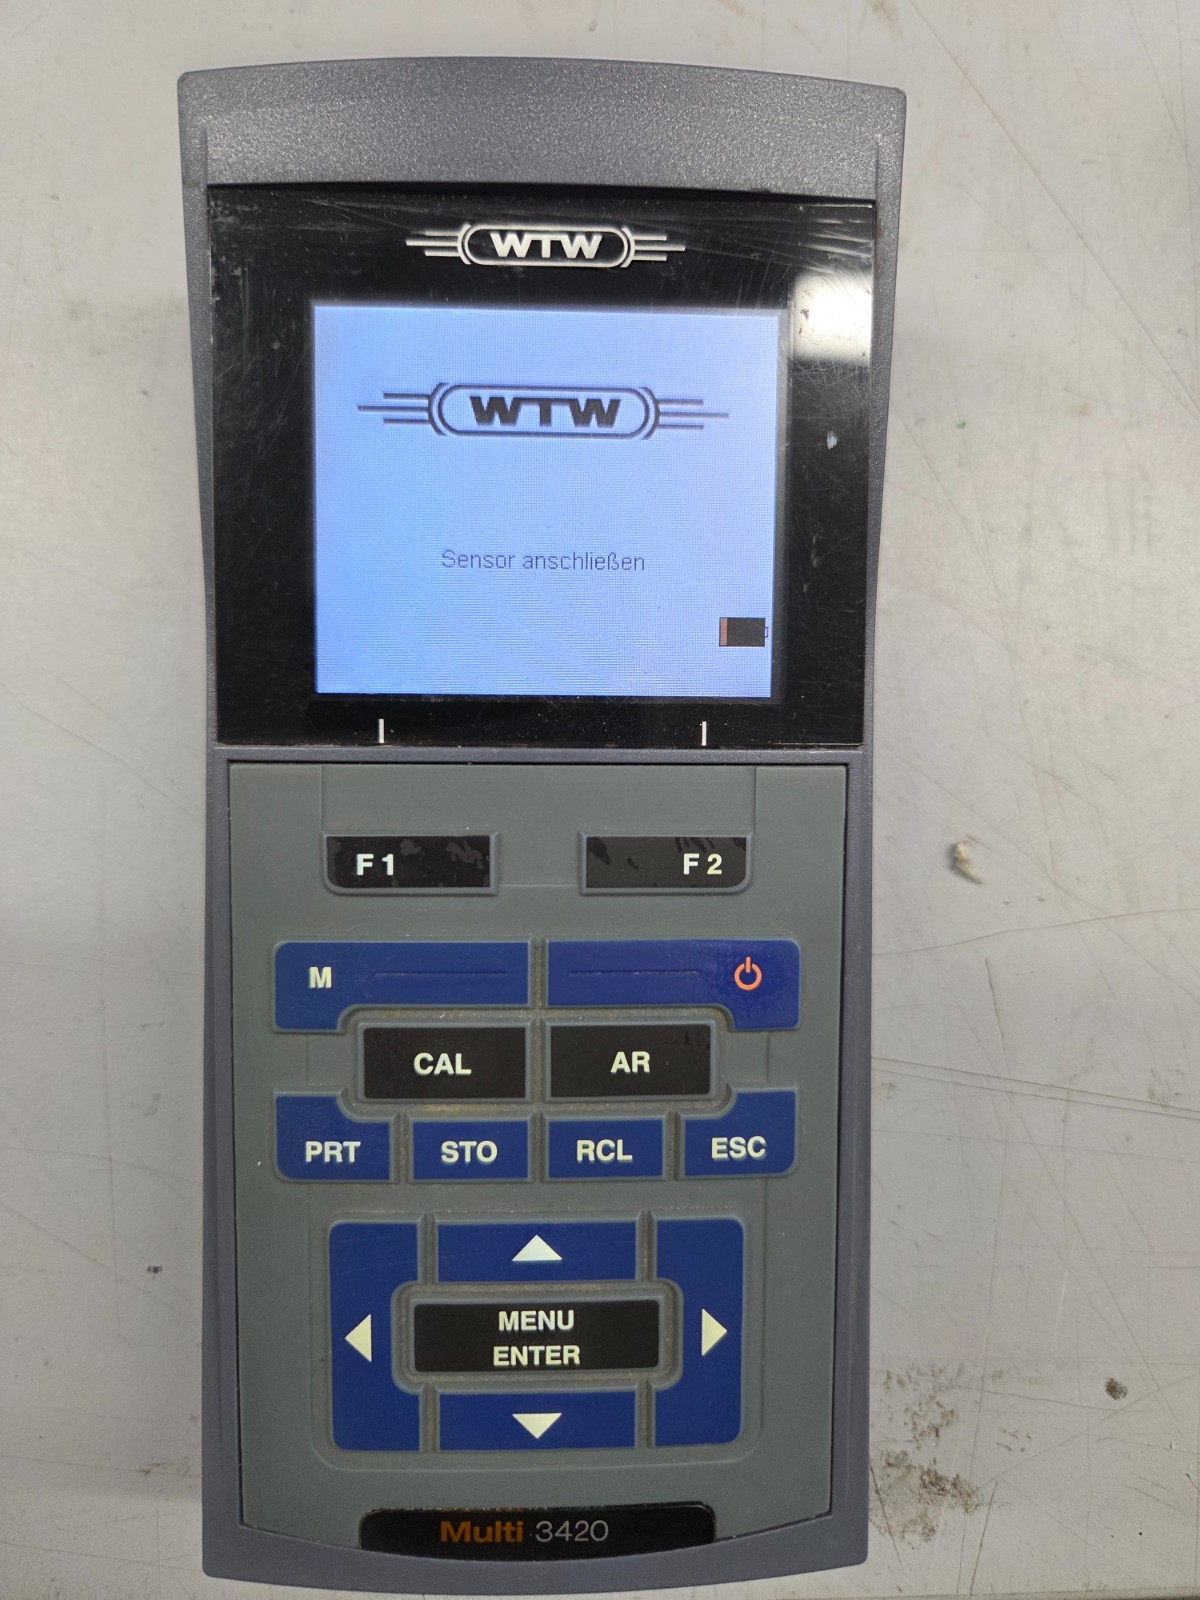 WTW
WTW
Sensor anschließen
F1
F2
M
CAL
AR
PRT
STO
RCL
ESC
MENU
ENTER
Multi 3420